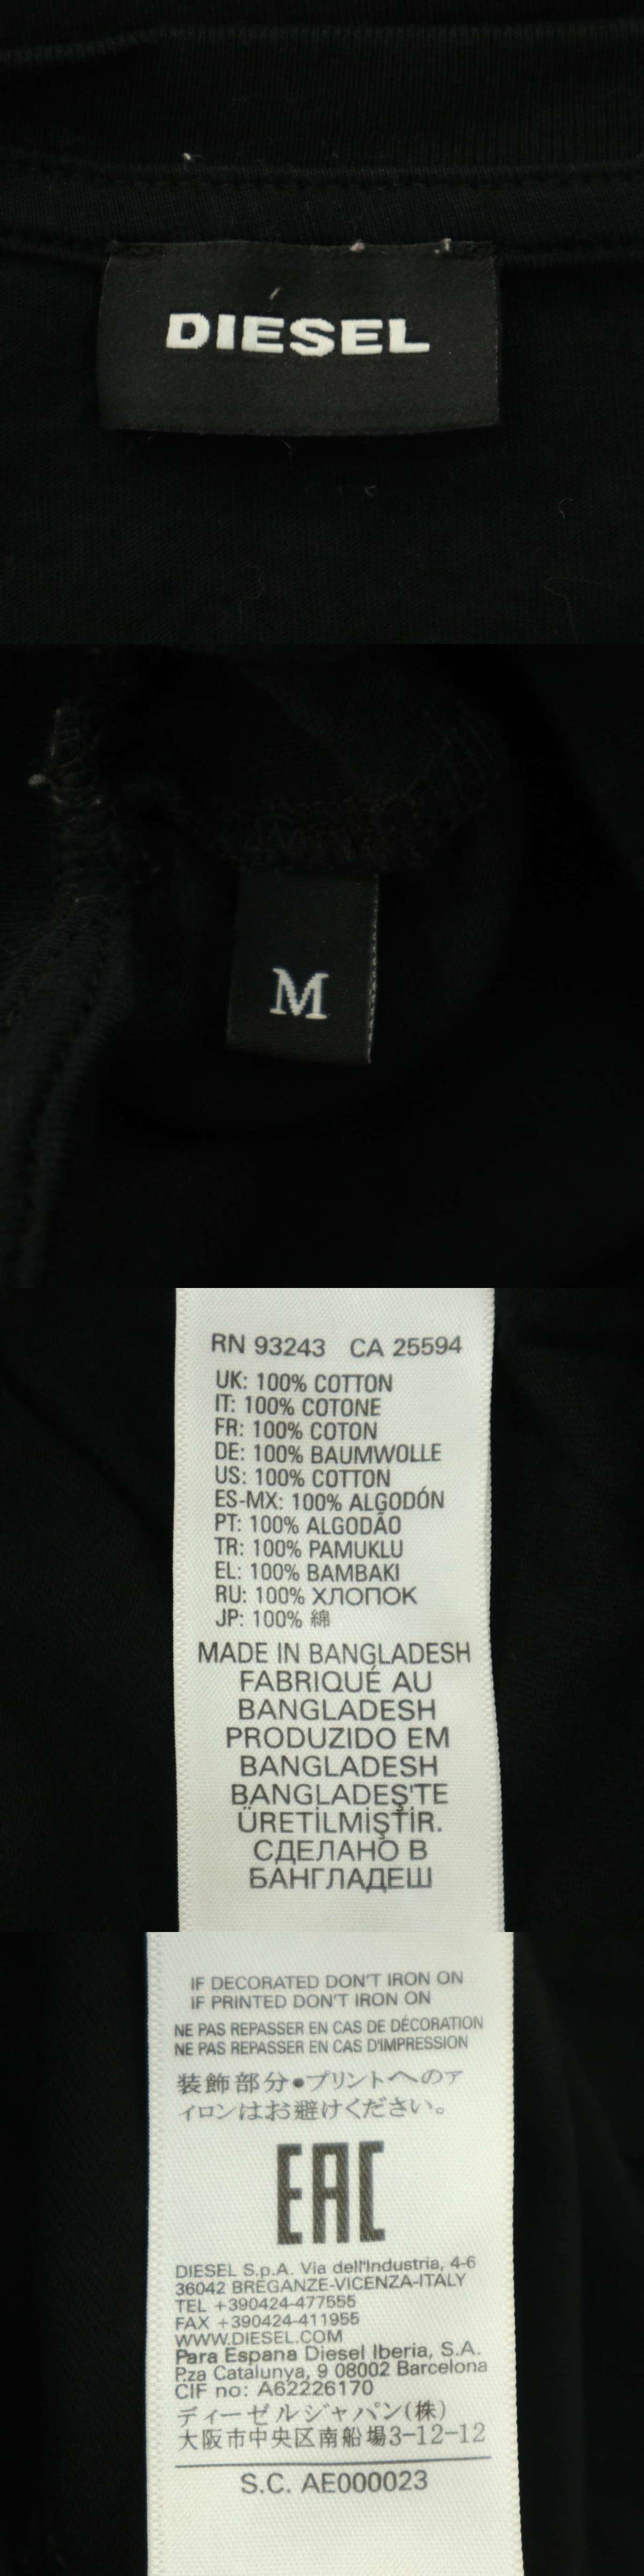 DIESEL
M
RN 93243 CA 25594
UK: 100% COTTON
IT: 100% COTONE
FR: 100% COTON
DE: 100% BAUMWOLLE
US: 100% COTTON
ES-MX: 100% ALGODÓN
PT: 100% ALGODÃO
TR: 100% PAMUKLU
EL: 100% BAMBAKI
RU: 100% ХЛОПОК
JP: 100% 綿
MADE IN BANGLADESH
FABRIQUÉ AU
BANGLADESH
PRODUZIDO EM
BANGLADESH
BANGLADEŞ'TE
ÜRETİLMİŞTİR.
СДЕЛАНО В
БАНГЛАДЕШ
IF DECORATED DON'T IRON ON
IF PRINTED DON'T IRON ON
NE PAS REPASSER EN CAS DE DÉCORATION
NE PAS REPASSER EN CAS D'IMPRESSION
装飾部分●プリントへのア
イロンはお避けください。
EAC
DIESEL S.p.A. Via dell'Industria, 4-6
36042 BREGANZE-VICENZA-ITALY
TEL +390424-477555
FAX +390424-411955
WWW.DIESEL.COM
Para Espana Diesel Iberia, S.A.
P.za Catalunya, 9 08002 Barcelona
CIF no: A62226170
ディーゼルジャパン(株)
大阪市中央区南船場3-12-12
S.C. AE000023